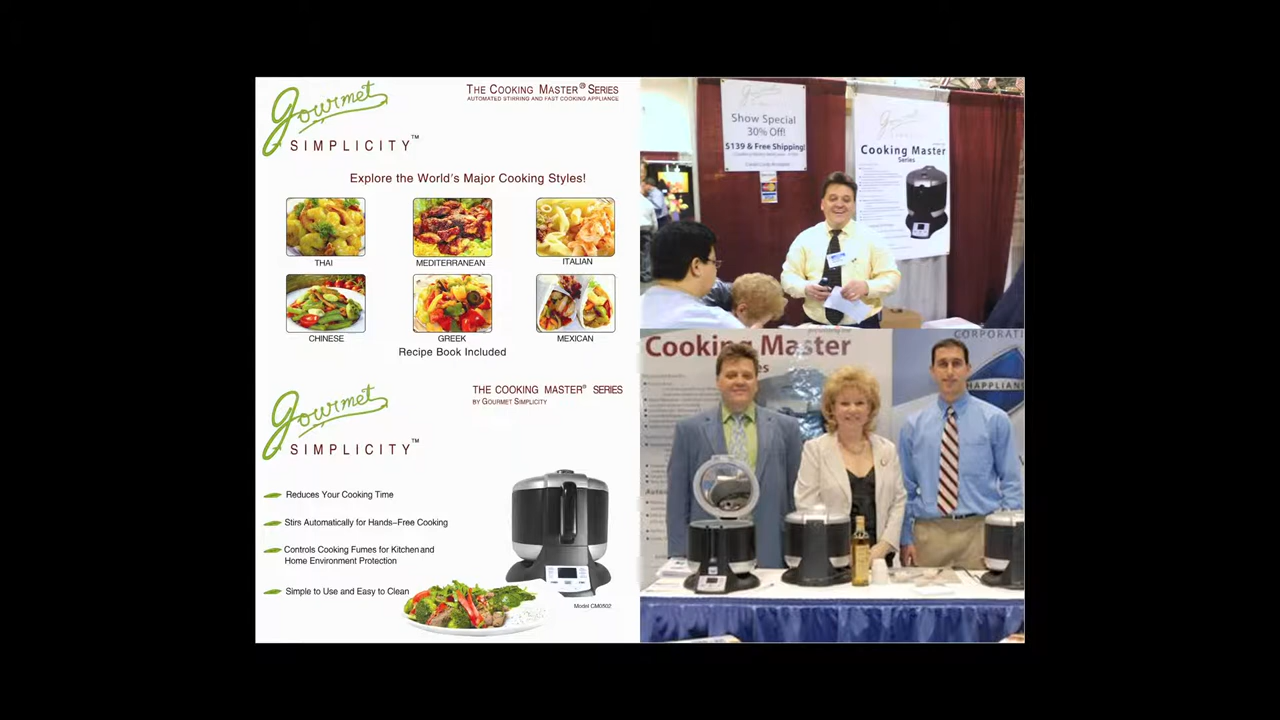 Gourmet
SIMPLICITY™
THE COOKING MASTER® SERIES
AUTOMATED STIRRING AND FAST COOKING APPLIANCE
Explore the World's Major Cooking Styles!
THAI
MEDITERRANEAN
ITALIAN
CHINESE
GREEK
MEXICAN
Recipe Book Included
Gourmet
SIMPLICITY™
THE COOKING MASTER® SERIES
BY GOURMET SIMPLICITY
Reduces Your Cooking Time
Stirs Automatically for Hands-Free Cooking
Controls Cooking Fumes for Kitchen and
Home Environment Protection
Simple to Use and Easy to Clean
Model CM0802
Show Special
30% Off!
$139 & Free Shipping!
Cooking Master
Series
Cooking Master
CORPORATI
HAPPLIAN